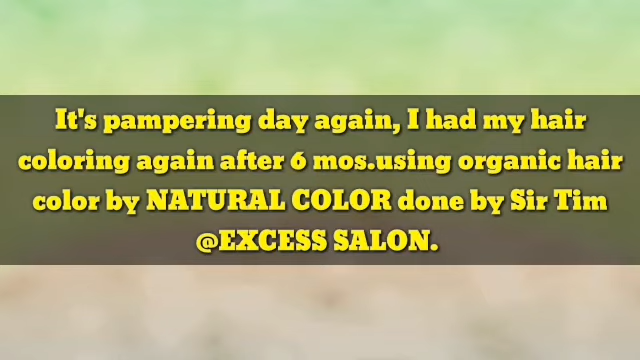 It's pampering day again, I had my hair
coloring again after 6 mos.using organic hair
color by NATURAL COLOR done by Sir Tim
@EXCESS SALON.